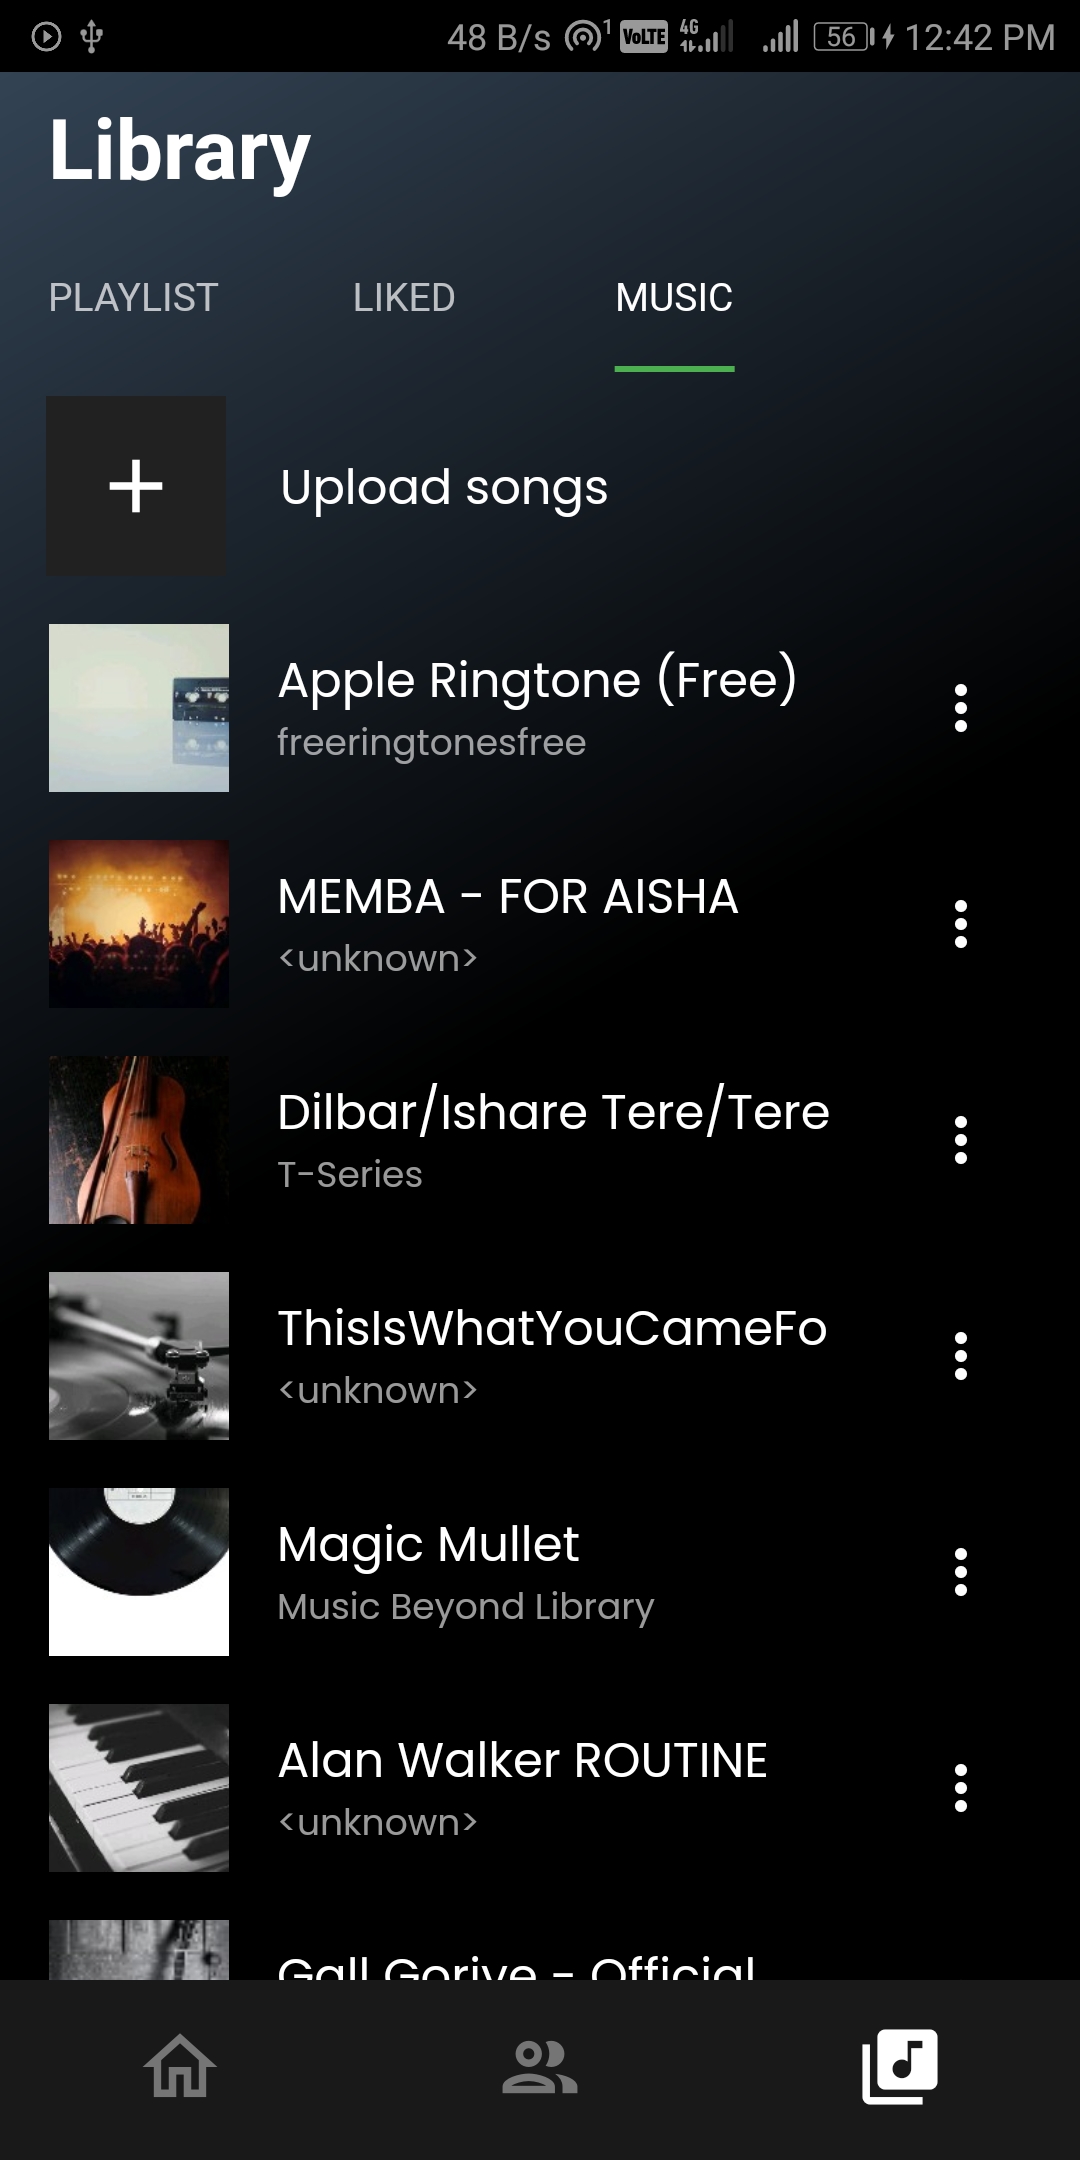 48 B/s 1 VoLTE 4G 56 12:42 PM
Library
PLAYLIST LIKED MUSIC
Upload songs
Apple Ringtone (Free)
freeringtonesfree
MEMBA - FOR AISHA
<unknown>
Dilbar/Ishare Tere/Tere
T-Series
ThisIsWhatYouCameFo
<unknown>
Magic Mullet
Music Beyond Library
Alan Walker ROUTINE
<unknown>
Gall Goriye - Official